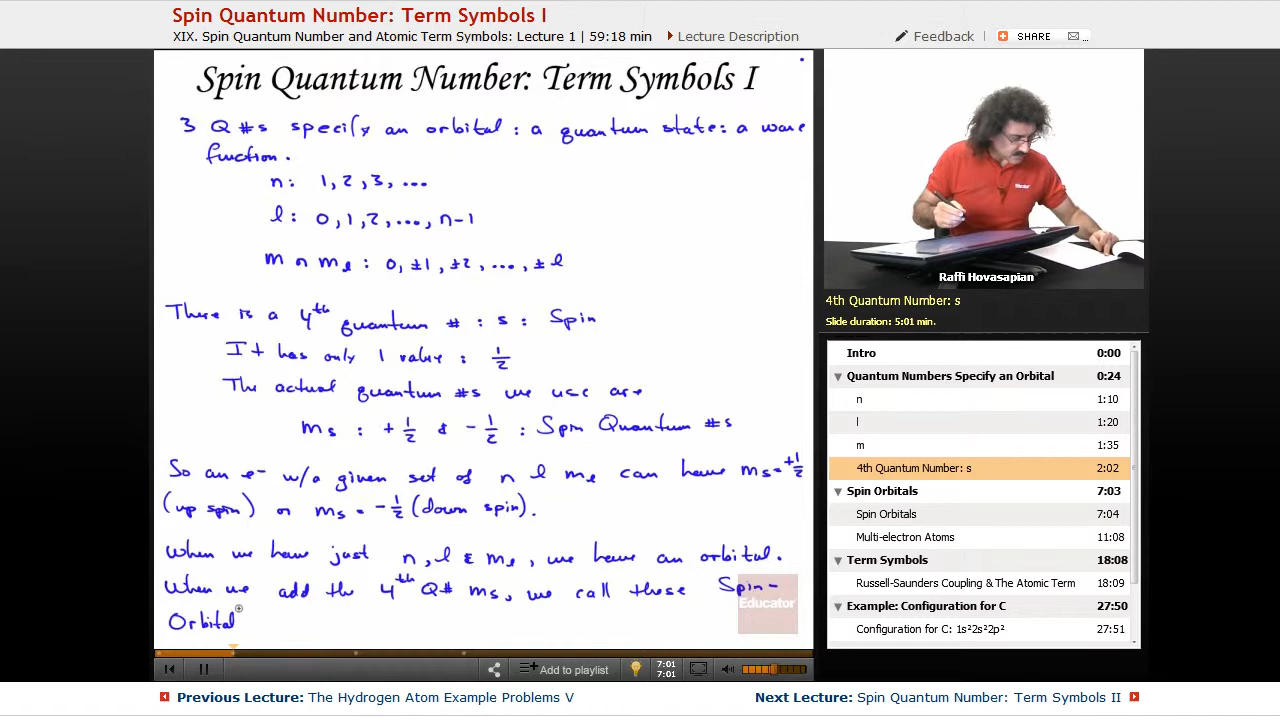 Spin Quantum Number: Term Symbols I
XIX. Spin Quantum Number and Atomic Term Symbols: Lecture 1 | 59:18 min
Lecture Description
Feedback
SHARE
Spin Quantum Number: Term Symbols I
3 Q #s specify an orbital: a quantum state: a wave
function.
n: 1, 2, 3, ...
l: 0, 1, 2, ..., n-1
m or mₗ: 0, ±1, ±2, ..., ±l
There is a 4th quantum #: s: Spin
It has only 1 value: 1/2
The actual quantum #s we use are
ms: +1/2 & -1/2: Spin Quantum #s
So an e- w/a given set of n l mₗ can have ms=+1/2
(up spin) or ms=-1/2 (down spin).
When we have just n, l & mₗ, we have an orbital.
When we add the 4th Q# ms, we call these Spin-
Orbital
Educator
Add to playlist
7:01
7:01
Raffi Hovasapian
4th Quantum Number: s
Slide duration: 5:01 min.
Intro 0:00
Quantum Numbers Specify an Orbital 0:24
n 1:10
l 1:20
m 1:35
4th Quantum Number: s 2:02
Spin Orbitals 7:03
Spin Orbitals 7:04
Multi-electron Atoms 11:08
Term Symbols 18:08
Russell-Saunders Coupling & The Atomic Term 18:09
Example: Configuration for C 27:50
Configuration for C: 1s²2s²2p² 27:51
Previous Lecture: The Hydrogen Atom Example Problems V
Next Lecture: Spin Quantum Number: Term Symbols II